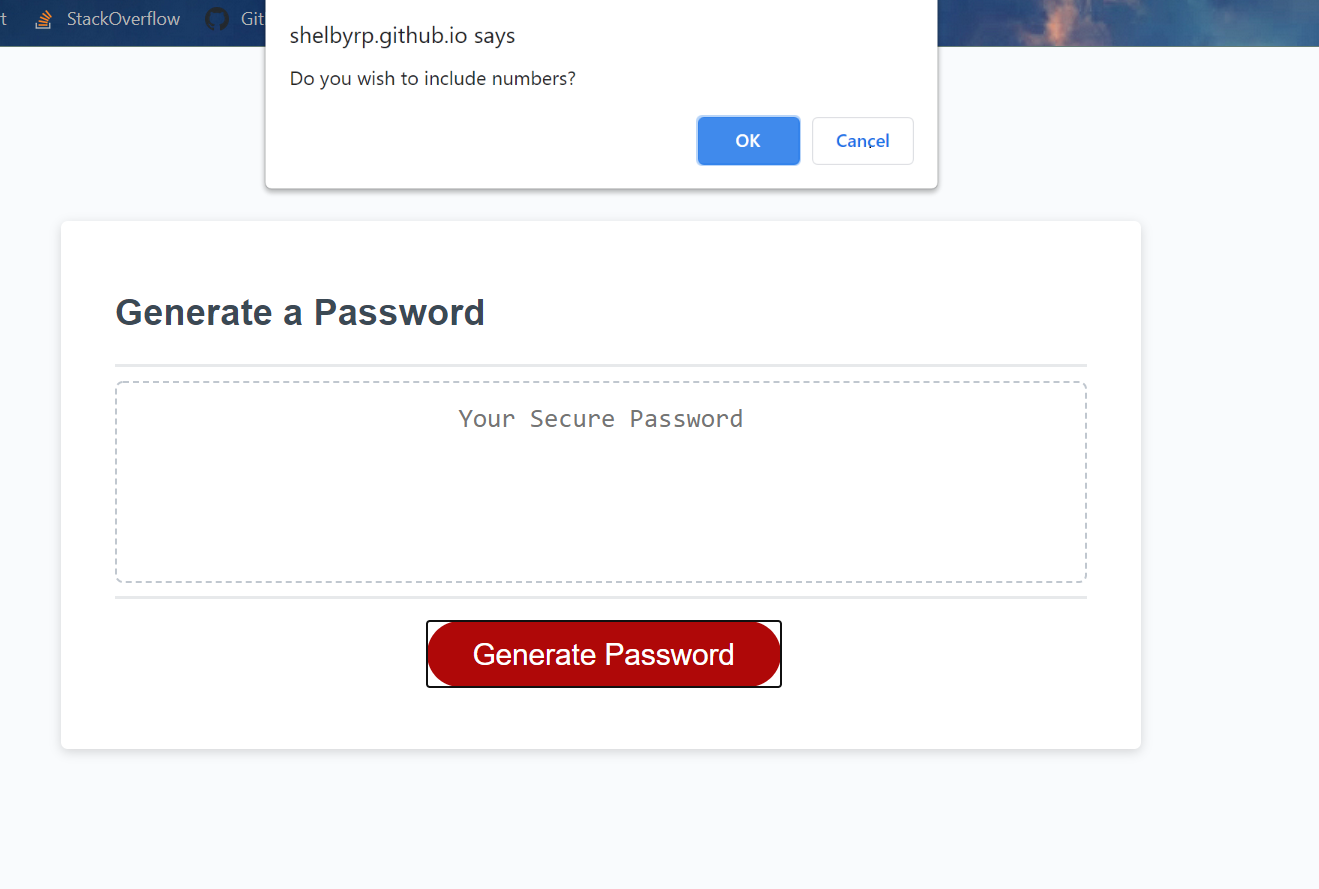 t StackOverflow Git
shelbyrp.github.io says
Do you wish to include numbers?
OK Cancel
Generate a Password
Your Secure Password
Generate Password